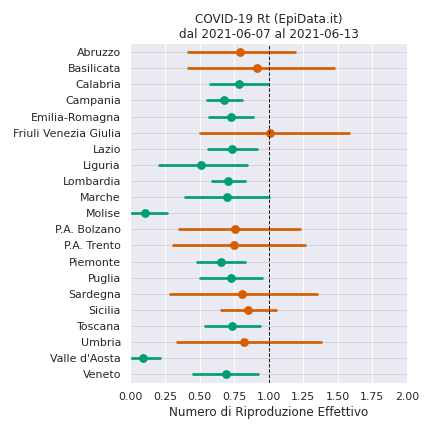 COVID-19 Rt (EpiData.it)
dal 2021-06-07 al 2021-06-13
Abruzzo
Basilicata
Calabria
Campania
Emilia-Romagna
Friuli Venezia Giulia
Lazio
Liguria
Lombardia
Marche
Molise
P.A. Bolzano
P.A. Trento
Piemonte
Puglia
Sardegna
Sicilia
Toscana
Umbria
Valle d'Aosta
Veneto
0.00 0.25 0.50 0.75 1.00 1.25 1.50 1.75 2.00
Numero di Riproduzione Effettivo